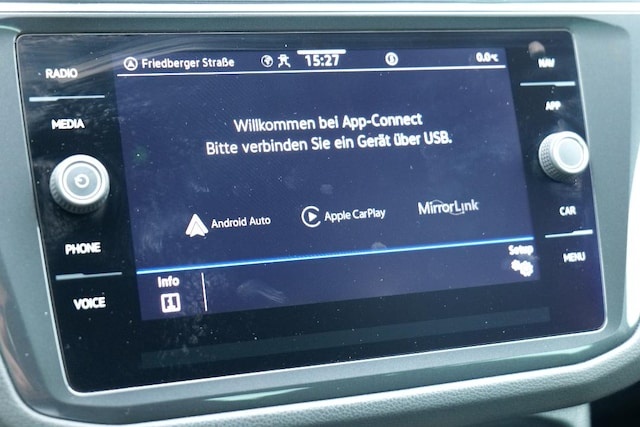 RADIO
MEDIA
PHONE
VOICE
Friedberger Straße 15:27 0.0°C
Willkommen bei App-Connect
Bitte verbinden Sie ein Gerät über USB.
Android Auto Apple CarPlay MirrorLink
Info
Setup
NAV
APP
CAR
MENU